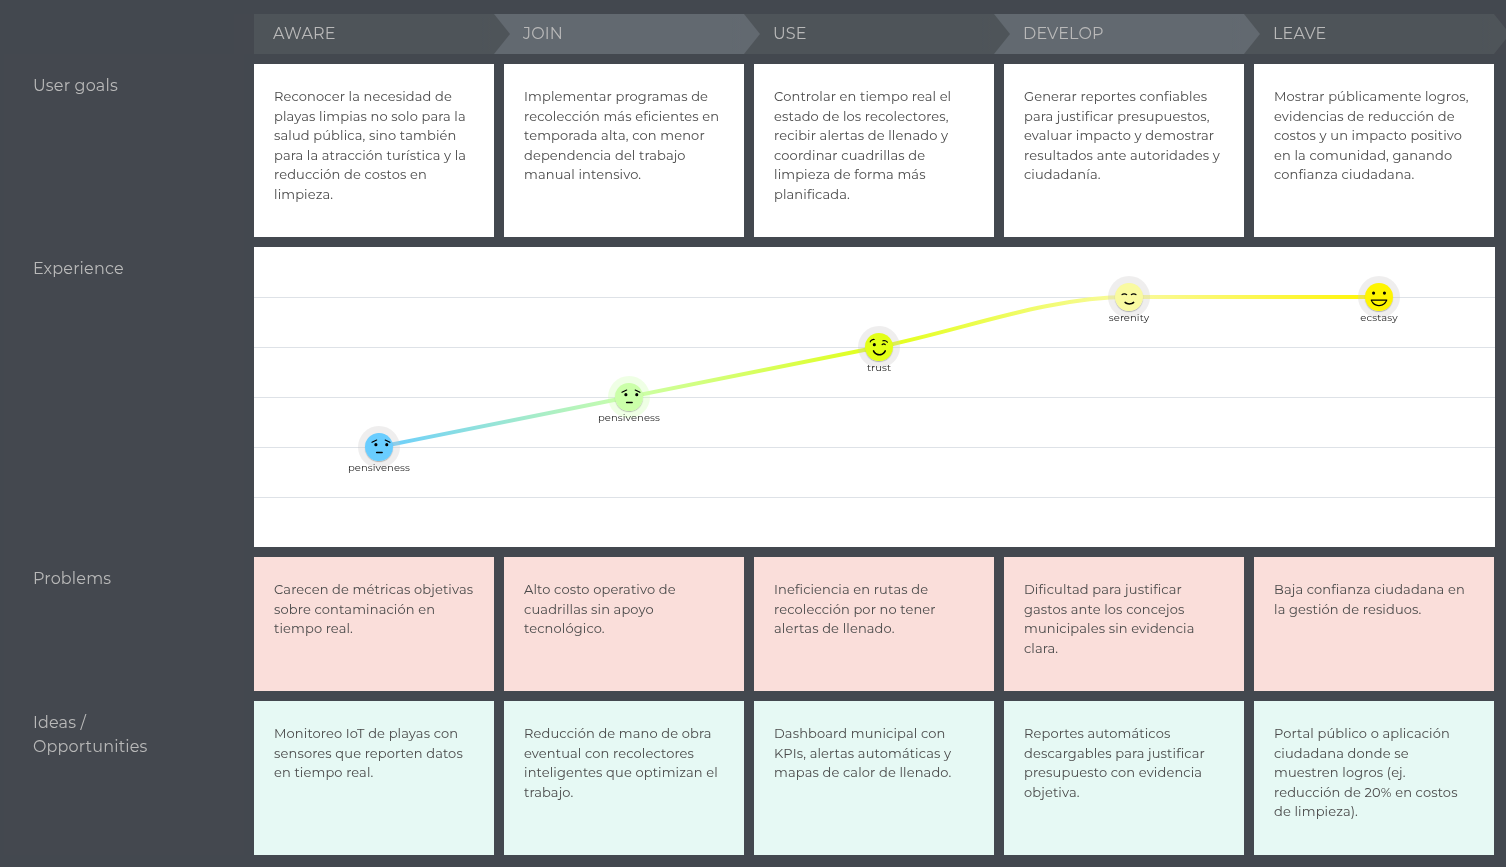 AWARE
JOIN
USE
DEVELOP
LEAVE
User goals
Reconocer la necesidad de
playas limpias no solo para la
salud pública, sino también
para la atracción turística y la
reducción de costos en
limpieza.
Implementar programas de
recolección más eficientes en
temporada alta, con menor
dependencia del trabajo
manual intensivo.
Controlar en tiempo real el
estado de los recolectores,
recibir alertas de llenado y
coordinar cuadrillas de
limpieza de forma más
planificada.
Generar reportes confiables
para justificar presupuestos,
evaluar impacto y demostrar
resultados ante autoridades y
ciudadanía.
Mostrar públicamente logros,
evidencias de reducción de
costos y un impacto positivo
en la comunidad, ganando
confianza ciudadana.
Experience
pensiveness
pensiveness
trust
serenity
ecstasy
Problems
Carecen de métricas objetivas
sobre contaminación en
tiempo real.
Alto costo operativo de
cuadrillas sin apoyo
tecnológico.
Ineficiencia en rutas de
recolección por no tener
alertas de llenado.
Dificultad para justificar
gastos ante los concejos
municipales sin evidencia
clara.
Baja confianza ciudadana en
la gestión de residuos.
Ideas /
Opportunities
Monitoreo IoT de playas con
sensores que reporten datos
en tiempo real.
Reducción de mano de obra
eventual con recolectores
inteligentes que optimizan el
trabajo.
Dashboard municipal con
KPIs, alertas automáticas y
mapas de calor de llenado.
Reportes automáticos
descargables para justificar
presupuesto con evidencia
objetiva.
Portal público o aplicación
ciudadana donde se
muestren logros (ej.
reducción de 20% en costos
de limpieza).